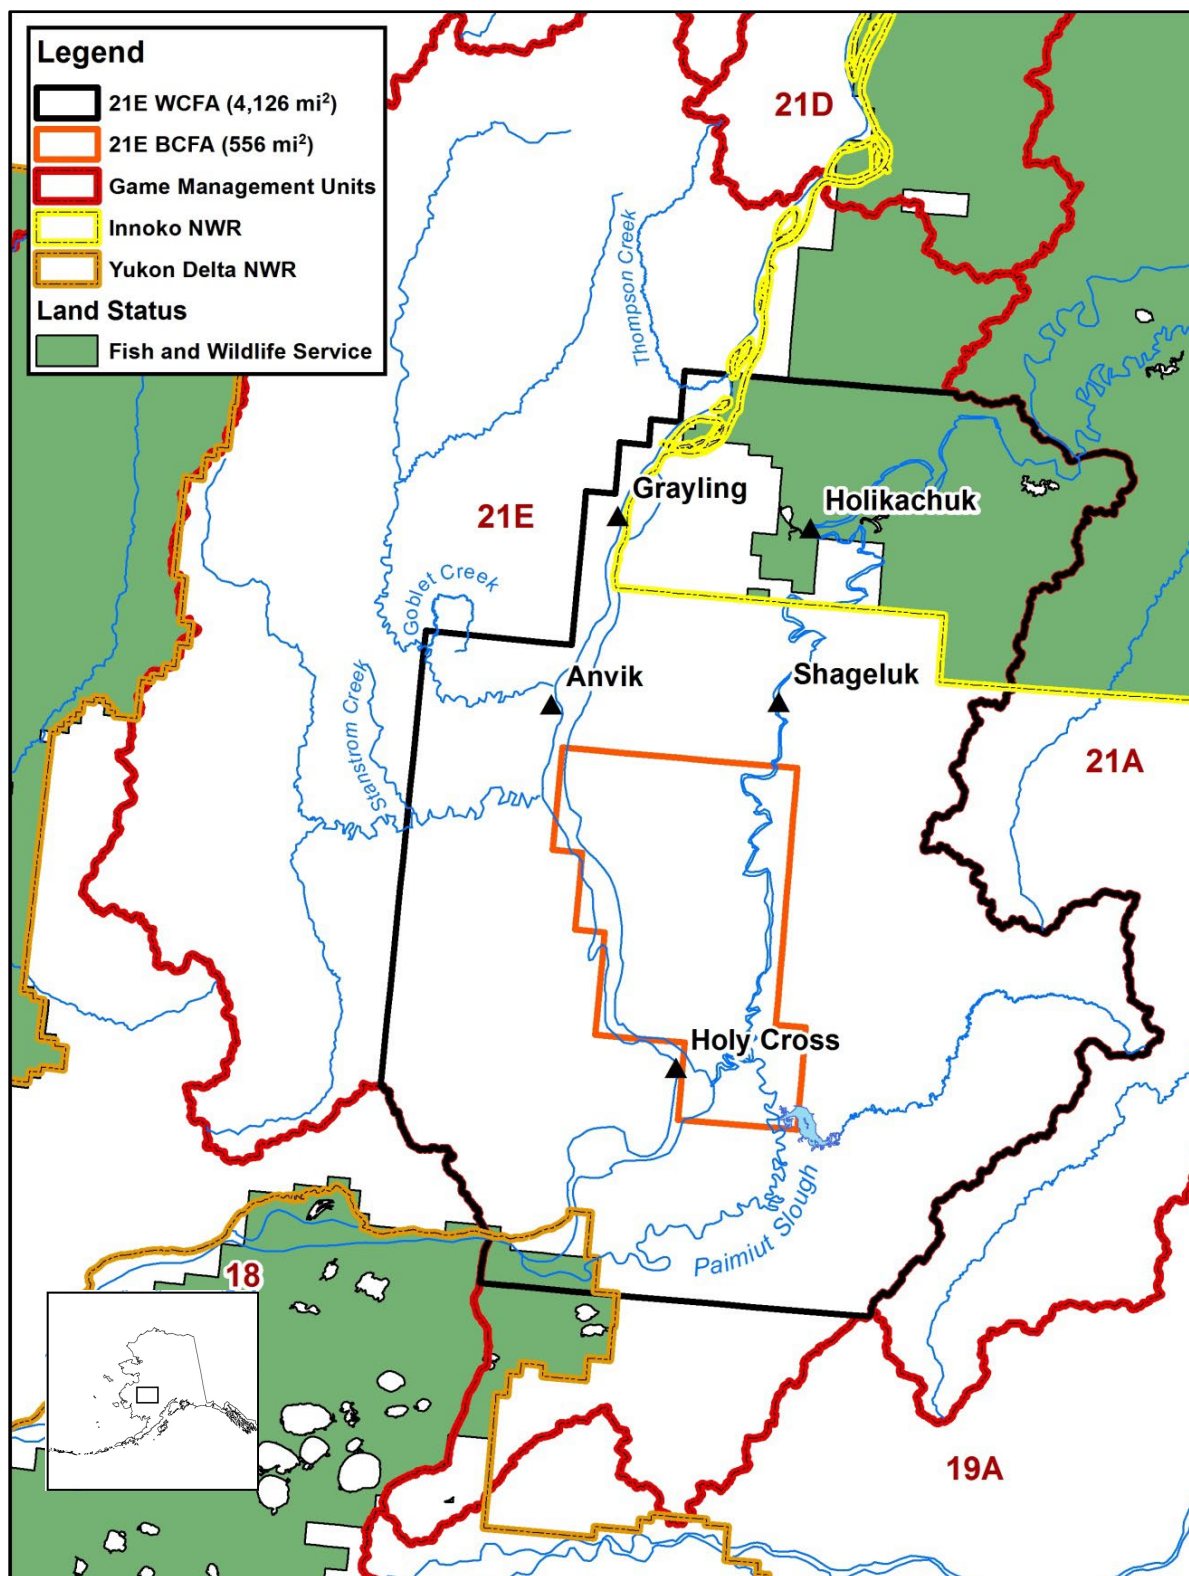 Legend
21E WCFA (4,126 mi²)
21E BCFA (556 mi²)
Game Management Units
Innoko NWR
Yukon Delta NWR
Land Status
Fish and Wildlife Service
21D
Thompson Creek
Grayling
Holikachuk
21E
Goblet Creek
Anvik
Shageluk
Stanstrom Creek
21A
Holy Cross
Paimiut Slough
18
19A